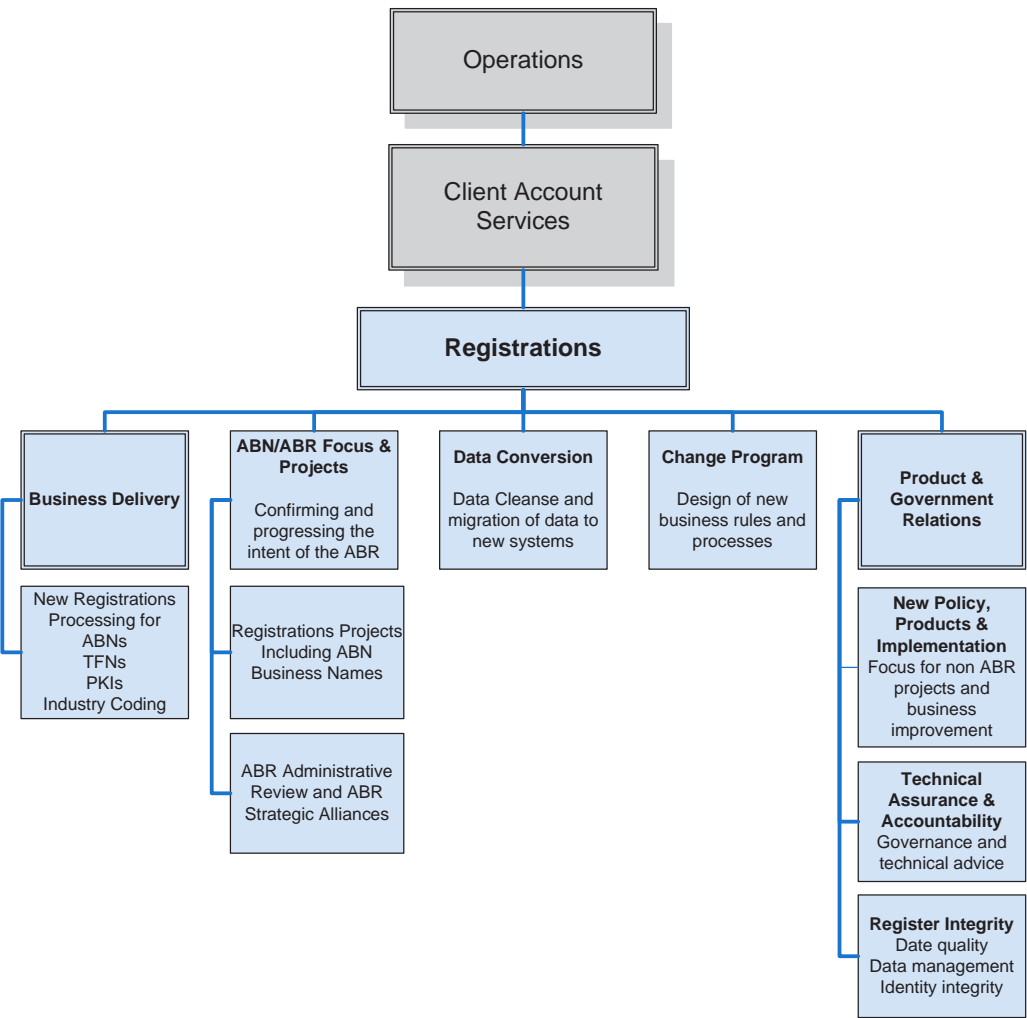 Operations
Client Account
Services
Registrations
Business Delivery
New Registrations
Processing for
ABNs
TFNs
PKIs
Industry Coding
ABN/ABR Focus &
Projects
Confirming and
progressing the
intent of the ABR
Registrations Projects
Including ABN
Business Names
ABR Administrative
Review and ABR
Strategic Alliances
Data Conversion
Data Cleanse and
migration of data to
new systems
Change Program
Design of new
business rules and
processes
Product &
Government
Relations
New Policy,
Products &
Implementation
Focus for non ABR
projects and
business
improvement
Technical
Assurance &
Accountability
Governance and
technical advice
Register Integrity
Date quality
Data management
Identity integrity